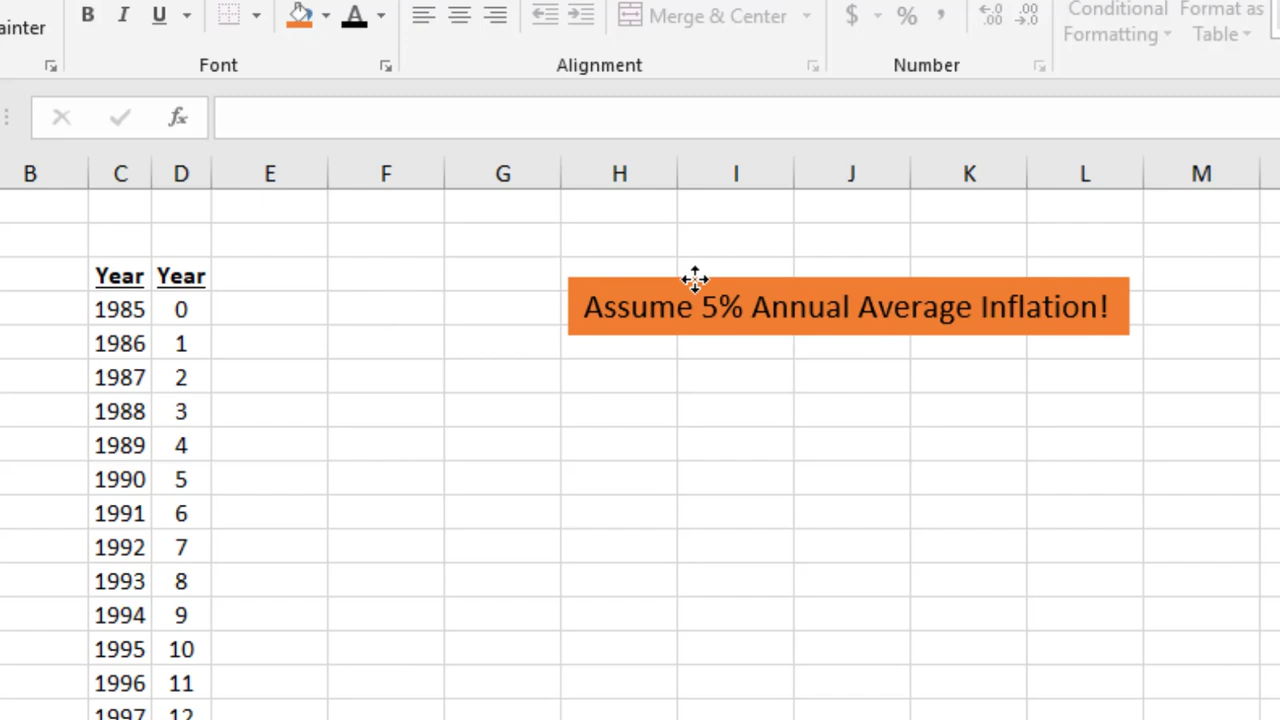 ainter
B I U A Merge & Center $ % , Conditional Format as
Formatting Table
Font Alignment Number
fx
B C D E F G H I J K L M
Year Year
1985 0
Assume 5% Annual Average Inflation!
1986 1
1987 2
1988 3
1989 4
1990 5
1991 6
1992 7
1993 8
1994 9
1995 10
1996 11
1997 12